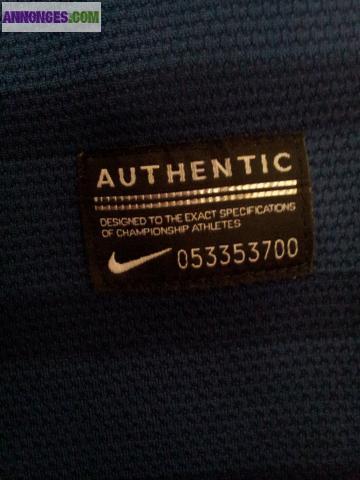 ANNONCES.COM
AUTHENTIC
DESIGNED TO THE EXACT SPECIFICATIONS
OF CHAMPIONSHIP ATHLETES
053353700